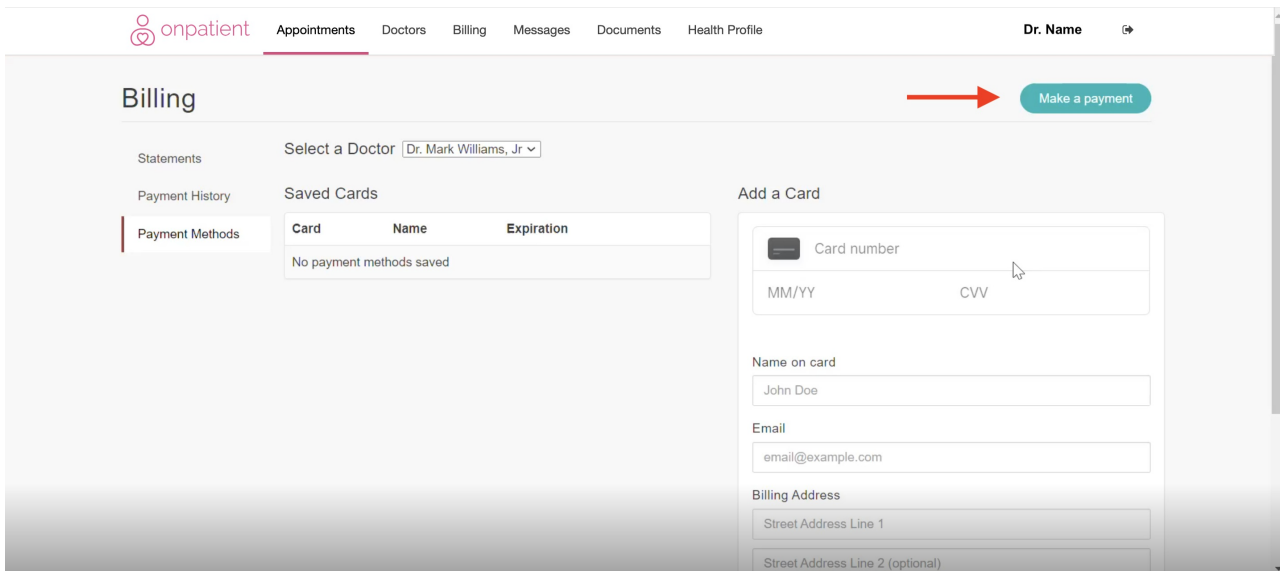 onpatient Appointments Doctors Billing Messages Documents Health Profile Dr. Name
Billing
Make a payment
Statements
Payment History
Payment Methods
Select a Doctor Dr. Mark Williams, Jr
Saved Cards
Card Name Expiration
No payment methods saved
Add a Card
Card number
MM/YY CVV
Name on card
John Doe
Email
email@example.com
Billing Address
Street Address Line 1
Street Address Line 2 (optional)